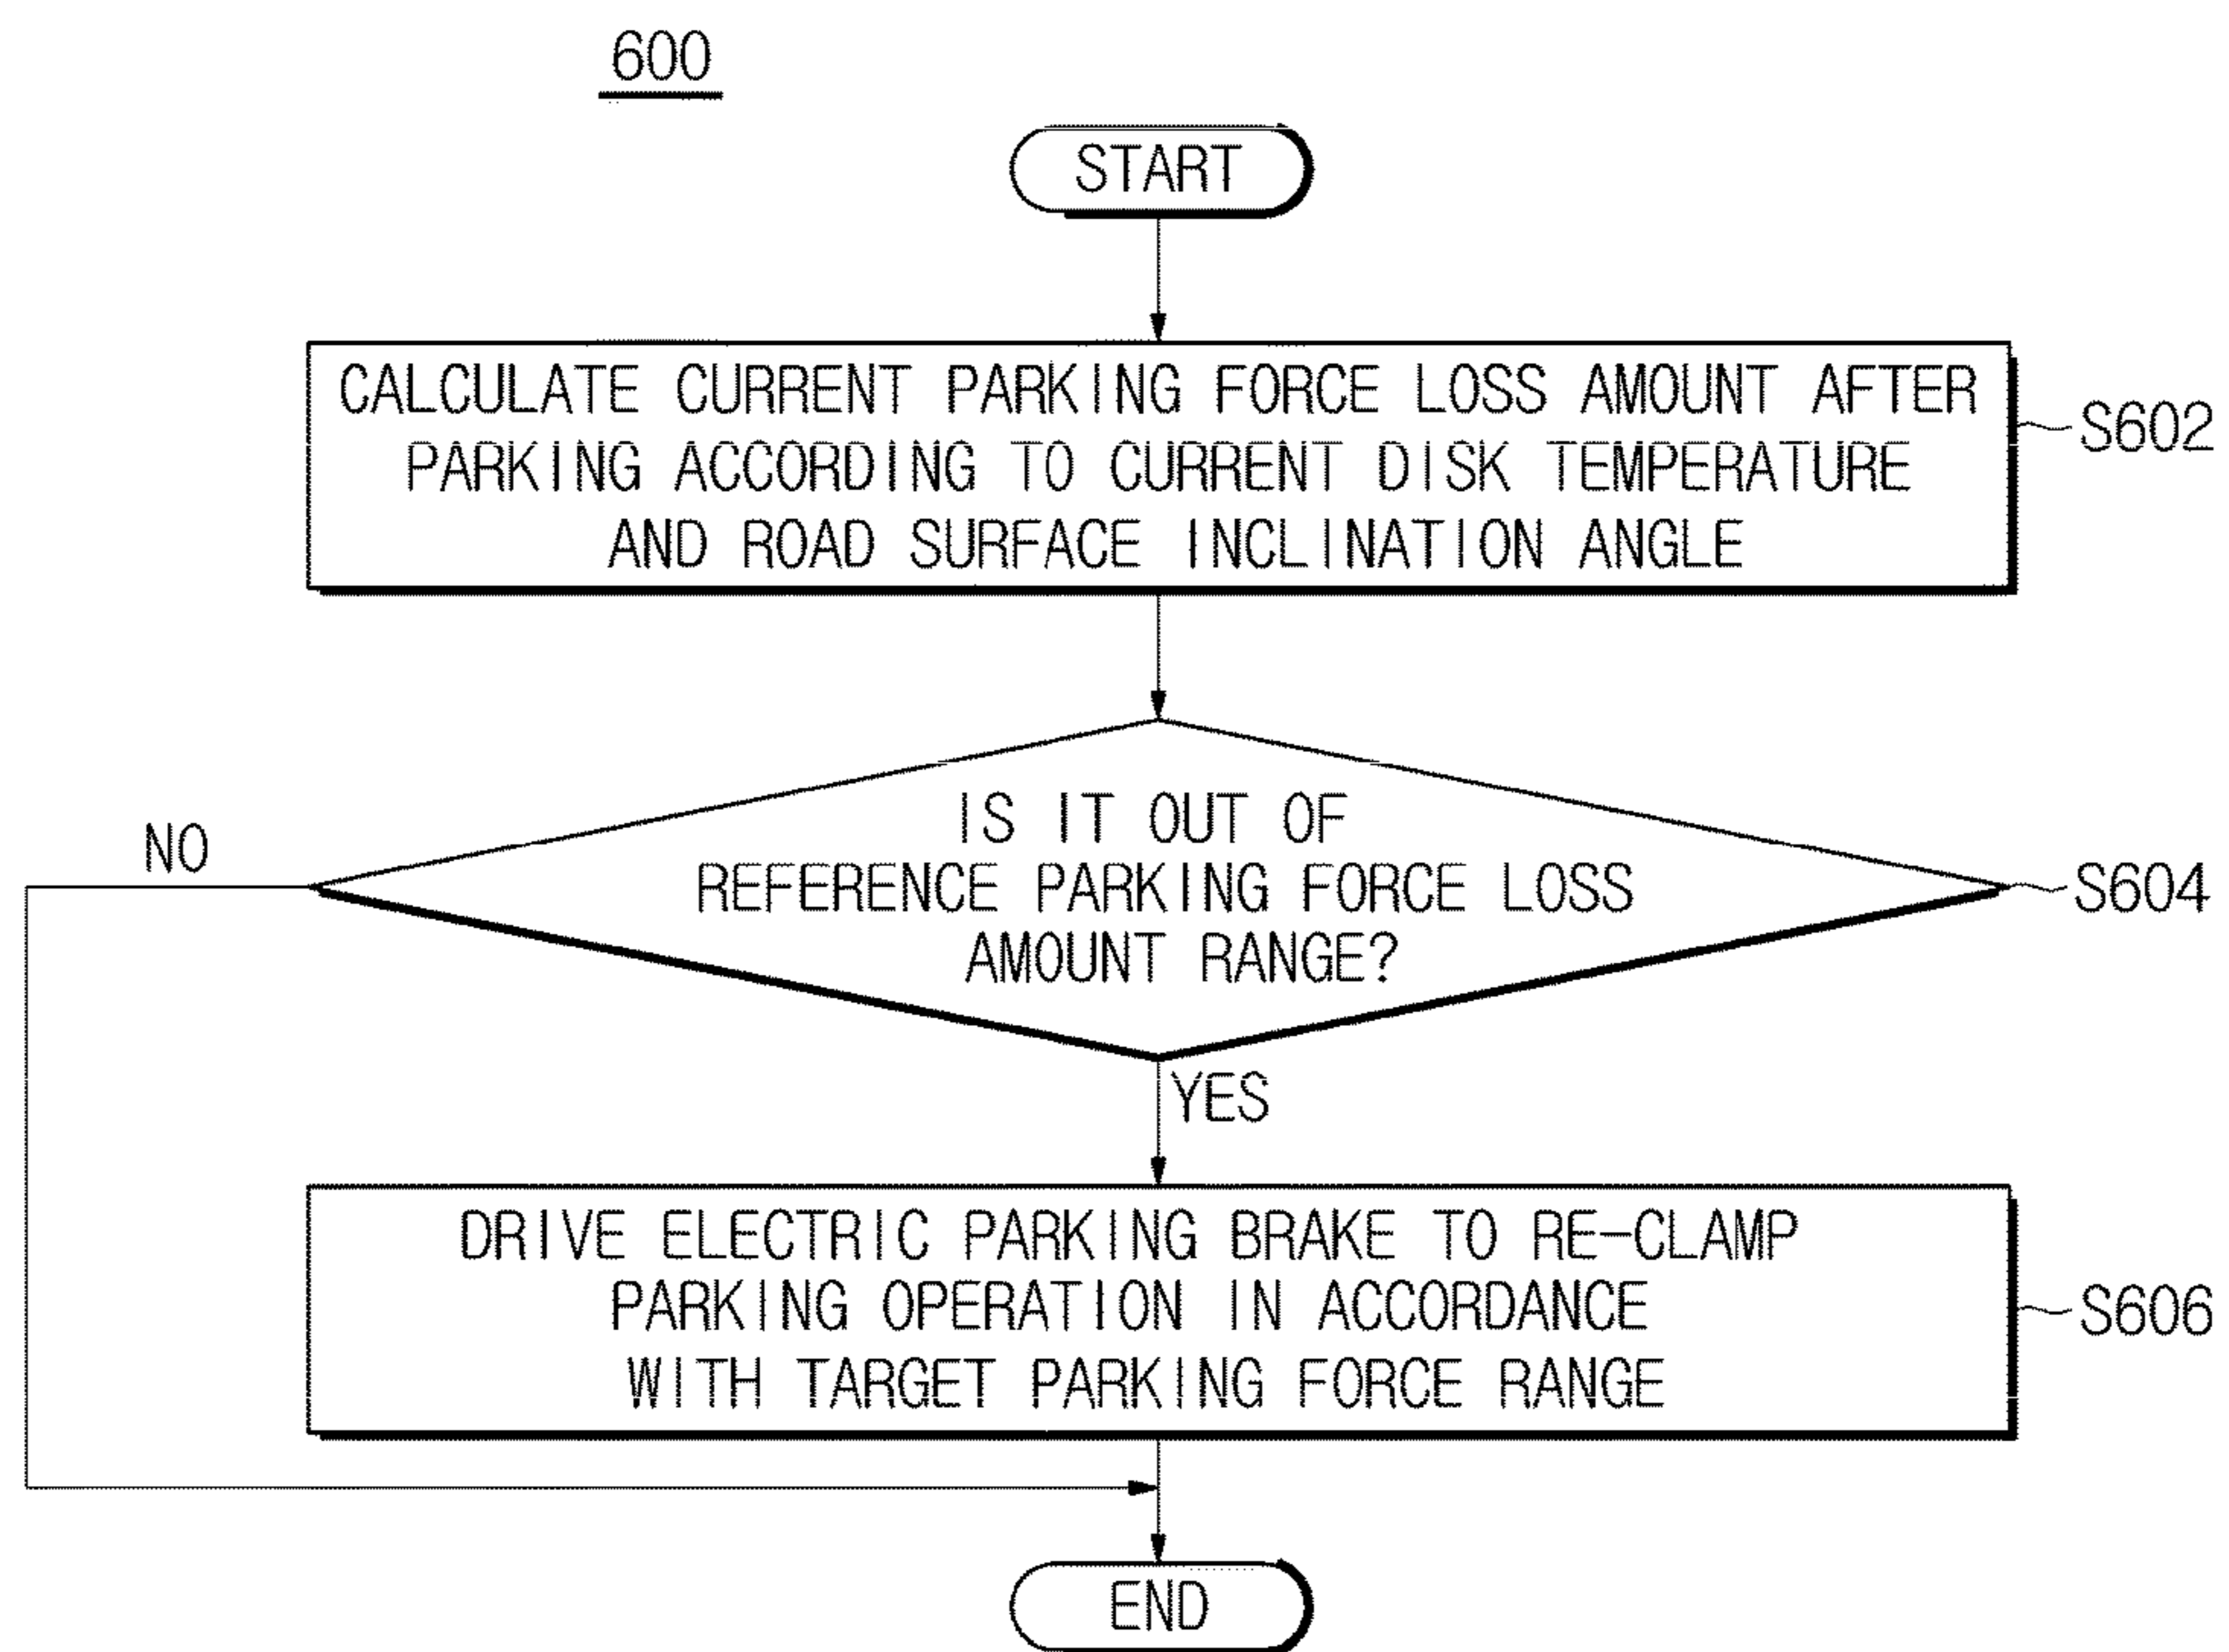 600
START
CALCULATE CURRENT PARKING FORCE LOSS AMOUNT AFTER
PARKING ACCORDING TO CURRENT DISK TEMPERATURE
AND ROAD SURFACE INCLINATION ANGLE
S602
IS IT OUT OF
REFERENCE PARKING FORCE LOSS
AMOUNT RANGE?
S604
NO
YES
DRIVE ELECTRIC PARKING BRAKE TO RE-CLAMP
PARKING OPERATION IN ACCORDANCE
WITH TARGET PARKING FORCE RANGE
S606
END